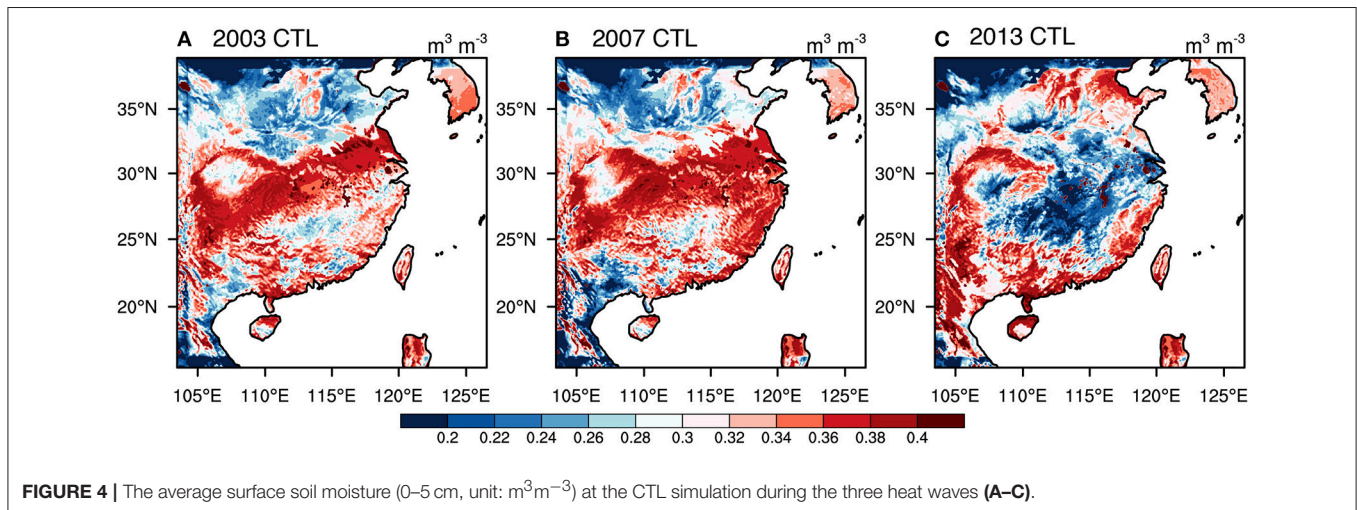 A 2003 CTL m³ m⁻³ B 2007 CTL m³ m⁻³ C 2013 CTL m³ m⁻³
35°N 35°N 35°N
30°N 30°N 30°N
25°N 25°N 25°N
20°N 20°N 20°N
105°E 110°E 115°E 120°E 125°E 105°E 110°E 115°E 120°E 125°E 105°E 110°E 115°E 120°E 125°E
0.2 0.22 0.24 0.26 0.28 0.3 0.32 0.34 0.36 0.38 0.4
FIGURE 4 | The average surface soil moisture (0–5 cm, unit: m³m⁻³) at the CTL simulation during the three heat waves (A–C).